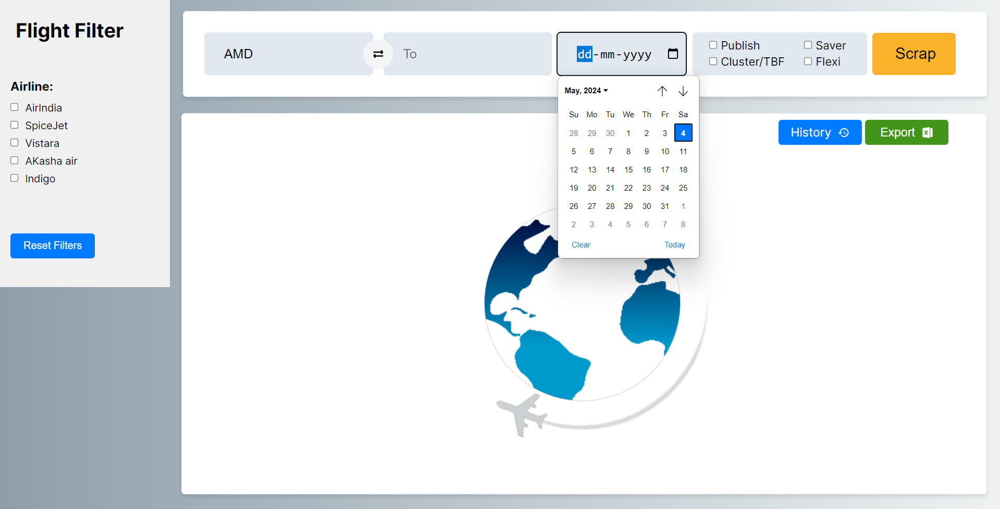 Flight Filter
Airline:
AirIndia
SpiceJet
Vistara
AKasha air
Indigo
Reset Filters
AMD
To
dd-mm-yyyy
Publish
Saver
Cluster/TBF
Flexi
Scrap
May, 2024
Su Mo Tu We Th Fr Sa
28 29 30 1 2 3 4
5 6 7 8 9 10 11
12 13 14 15 16 17 18
19 20 21 22 23 24 25
26 27 28 29 30 31 1
2 3 4 5 6 7 8
Clear Today
History
Export